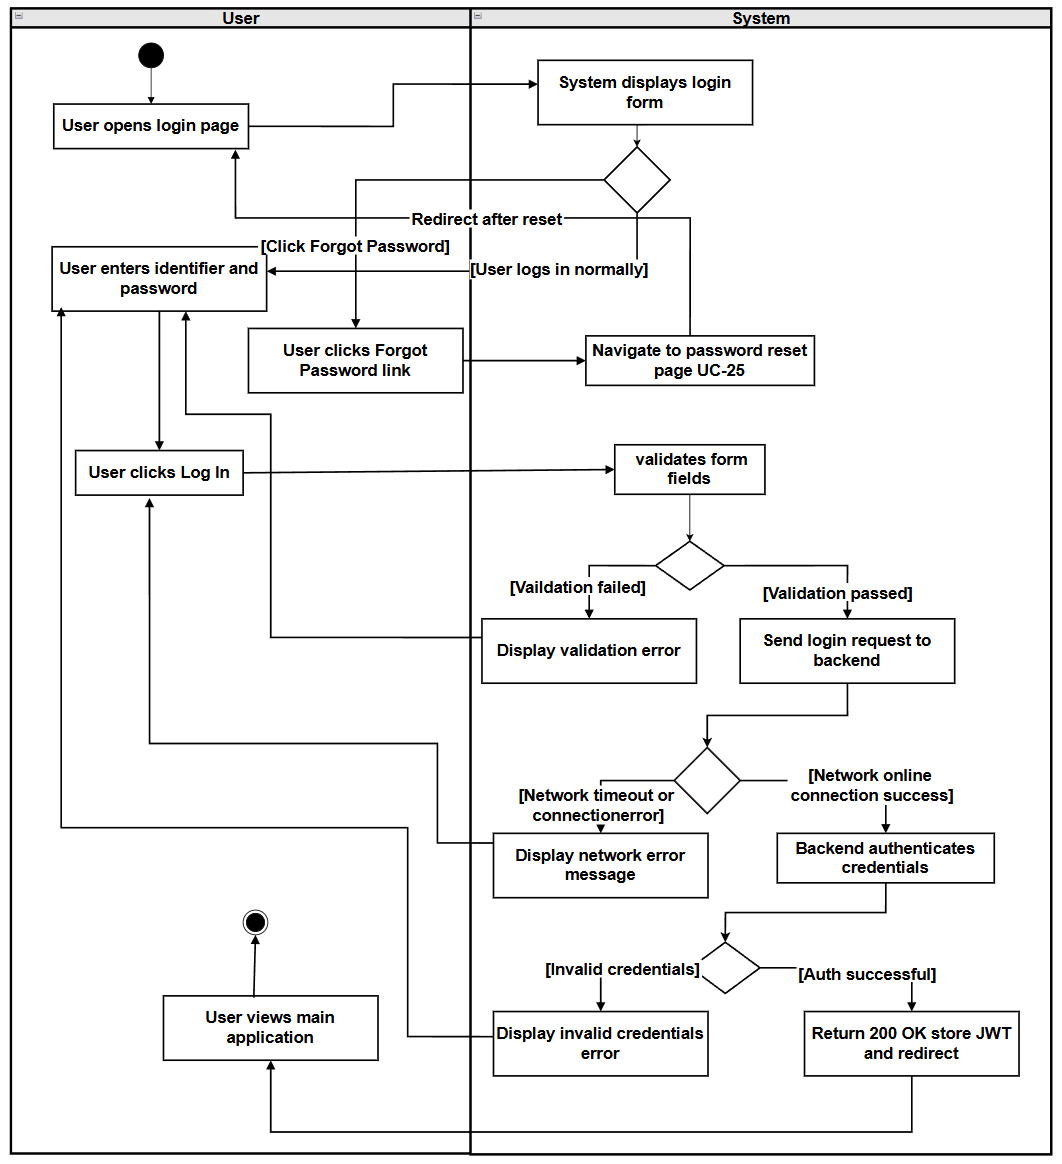 User
System
System displays login
form
User opens login page
Redirect after reset
[Click Forgot Password]
User enters identifier and
password
[User logs in normally]
User clicks Forgot
Password link
Navigate to password reset
page UC-25
User clicks Log In
validates form
fields
[Vaildation failed]
[Validation passed]
Display validation error
Send login request to
backend
[Network timeout or
connectionerror]
[Network online
connection success]
Display network error
message
Backend authenticates
credentials
[Invalid credentials]
[Auth successful]
User views main
application
Display invalid credentials
error
Return 200 OK store JWT
and redirect